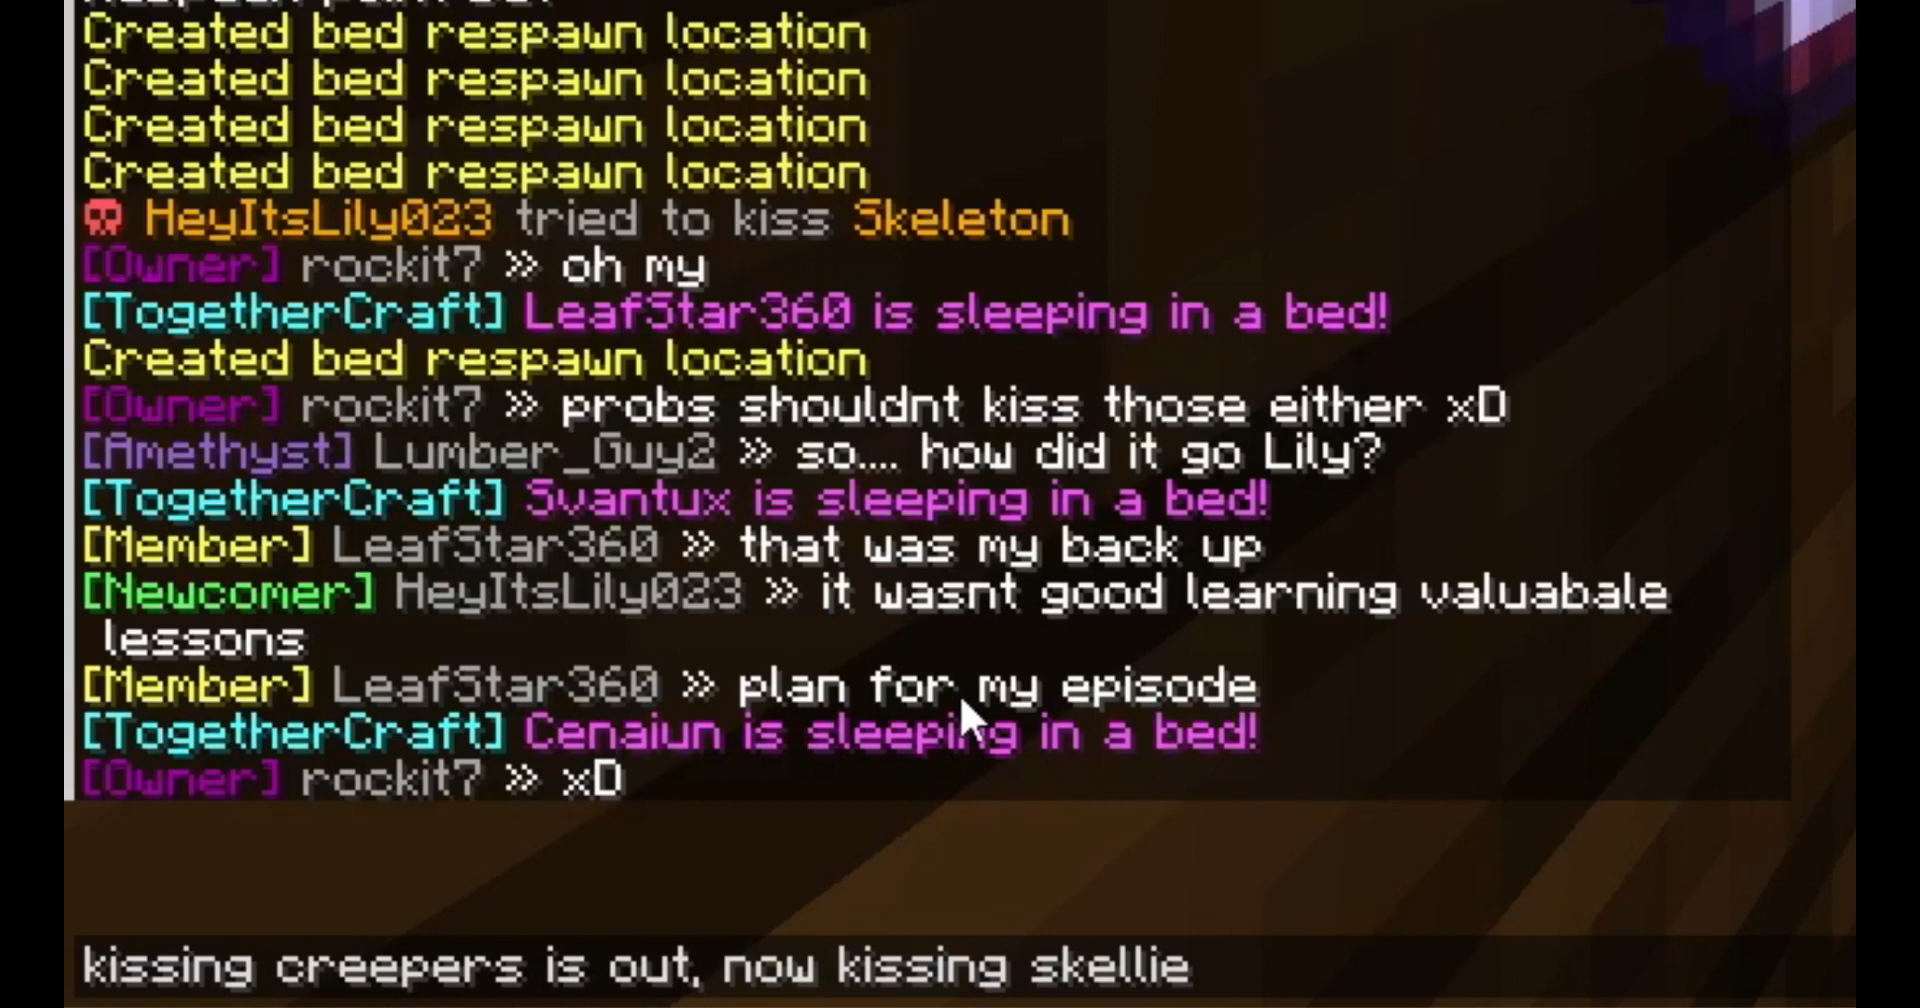 Created bed respawn location
Created bed respawn location
Created bed respawn location
Created bed respawn location
HeyItsLily023 tried to kiss Skeleton
[Owner] rockit7 » oh my
[TogetherCraft] LeafStar360 is sleeping in a bed!
Created bed respawn location
[Owner] rockit7 » probs shouldnt kiss those either xD
[Amethyst] Lumber_Guy2 » so.... how did it go Lily?
[TogetherCraft] Svantux is sleeping in a bed!
[Member] LeafStar360 » that was my back up
[Newcomer] HeyItsLily023 » it wasnt good learning valuabale
lessons
[Member] LeafStar360 » plan for my episode
[TogetherCraft] Cenaiun is sleeping in a bed!
[Owner] rockit7 » xD
kissing creepers is out, now kissing skellie